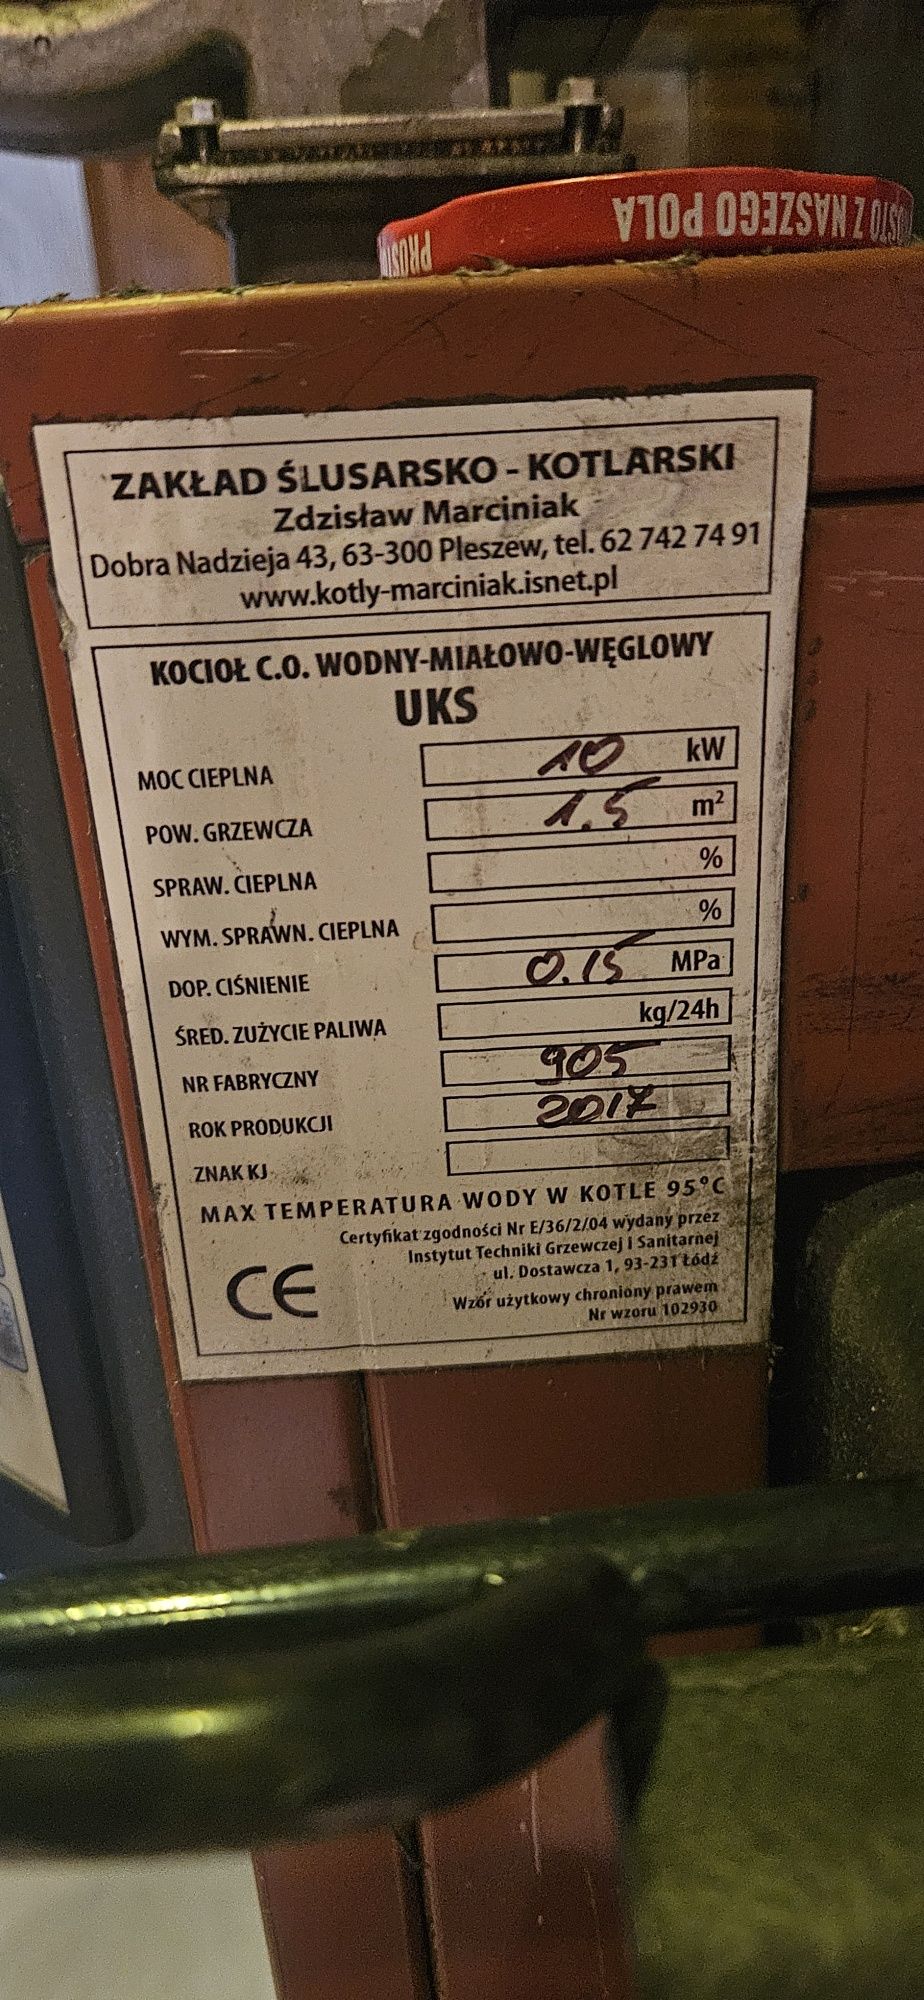 PROSTO Z NASZEGO POLA
PROSTO
ZAKŁAD ŚLUSARSKO - KOTLARSKI
Zdzisław Marciniak
Dobra Nadzieja 43, 63-300 Pleszew, tel. 62 742 74 91
www.kotly-marciniak.isnet.pl
KOCIOŁ C.O. WODNY-MIAŁOWO-WĘGLOWY
UKS
MOC CIEPLNA 10 kW
POW. GRZEWCZA 1.5 m²
SPRAW. CIEPLNA %
WYM. SPRAWN. CIEPLNA %
DOP. CIŚNIENIE 0.15 MPa
ŚRED. ZUŻYCIE PALIWA kg/24h
NR FABRYCZNY 905
ROK PRODUKCJI 2017
ZNAK KJ
MAX TEMPERATURA WODY W KOTLE 95°C
Certyfikat zgodności Nr E/36/2/04 wydany przez
Instytut Techniki Grzewczej i Sanitarnej
ul. Dostawcza 1, 93-231 Łódź
CE
Wzór użytkowy chroniony prawem
Nr wzoru 102930